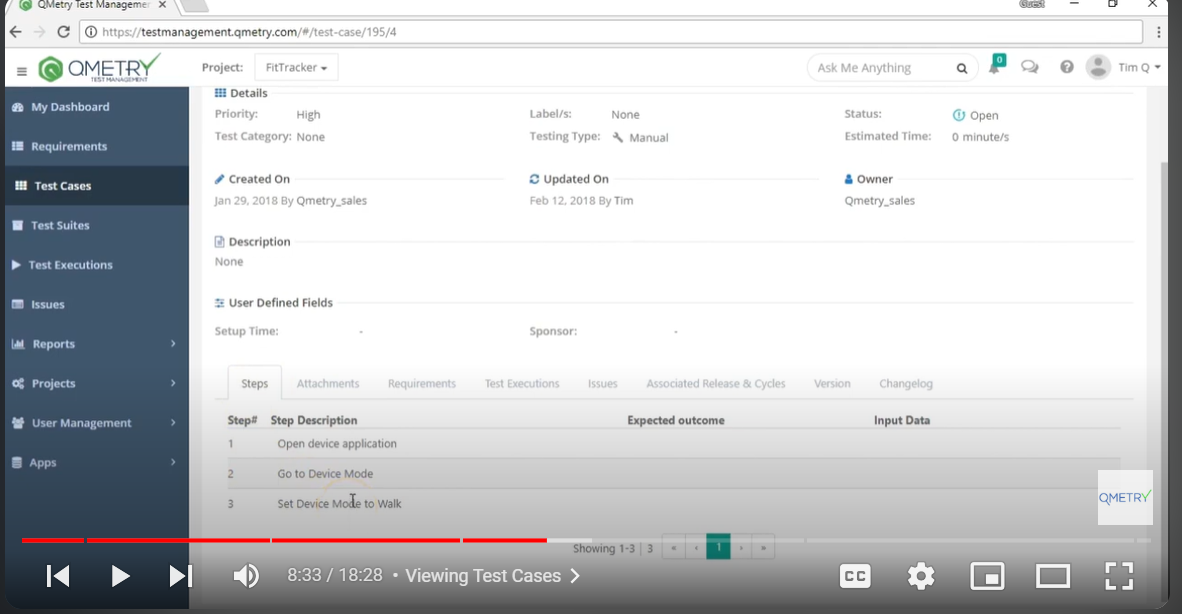 QMetry Test Managemen
Guest
https://testmanagement.qmetry.com/#/test-case/195/4
QMETRY
TEST MANAGEMENT
Project: FitTracker
Ask Me Anything
0
Tim Q
My Dashboard
Requirements
Test Cases
Test Suites
Test Executions
Issues
Reports
Projects
User Management
Apps
Details
Priority: High Label/s: None Status: Open
Test Category: None Testing Type: Manual Estimated Time: 0 minute/s
Created On Updated On Owner
Jan 29, 2018 By Qmetry_sales Feb 12, 2018 By Tim Qmetry_sales
Description
None
User Defined Fields
Setup Time: - Sponsor: -
Steps Attachments Requirements Test Executions Issues Associated Release & Cycles Version Changelog
Step# Step Description Expected outcome Input Data
1 Open device application
2 Go to Device Mode
3 Set Device Mode to Walk
QMETRY
Showing 1-3 | 3 « ‹ 1 › »
8:33 / 18:28 • Viewing Test Cases
CC